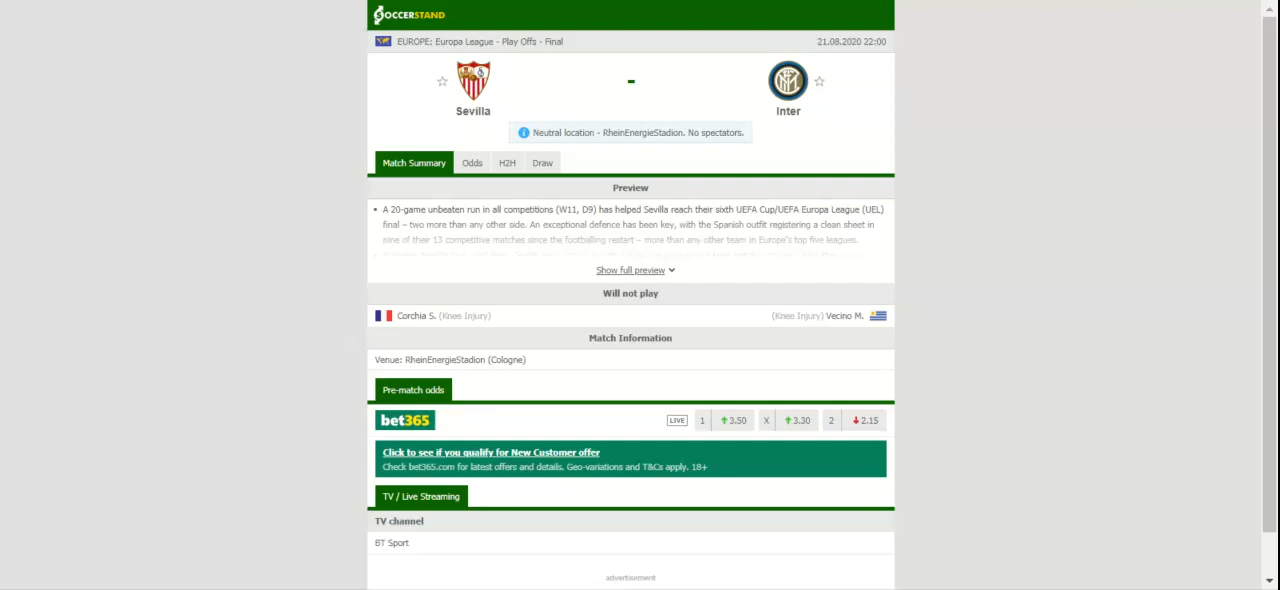 SOCCERSTAND
EUROPE: Europa League - Play Offs - Final 21.08.2020 22:00
-
Sevilla Inter
Neutral location - RheinEnergieStadion. No spectators.
Match Summary Odds H2H Draw
Preview
• A 20-game unbeaten run in all competitions (W11, D9) has helped Sevilla reach their sixth UEFA Cup/UEFA Europa League (UEL)
final – two more than any other side. An exceptional defence has been key, with the Spanish outfit registering a clean sheet in
nine of their 13 competitive matches since the footballing restart – more than any other team in Europe's top five leagues.
Show full preview
Will not play
Corchia S. (Knee Injury) (Knee Injury) Vecino M.
Match Information
Venue: RheinEnergieStadion (Cologne)
Pre-match odds
bet365 LIVE 1 3.50 X 3.30 2 2.15
Click to see if you qualify for New Customer offer
Check bet365.com for latest offers and details. Geo-variations and T&Cs apply. 18+
TV / Live Streaming
TV channel
BT Sport
advertisement